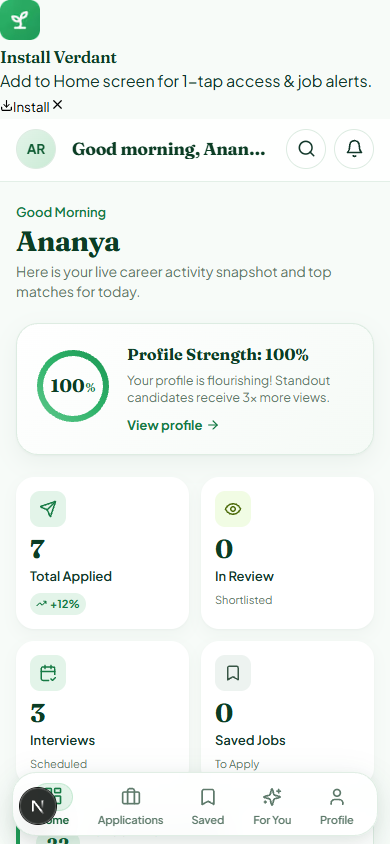 Install Verdant
Add to Home screen for 1-tap access & job alerts.
Install
AR
Good morning, Anan...
Good Morning
Ananya
Here is your live career activity snapshot and top
matches for today.
100%
Profile Strength: 100%
Your profile is flourishing! Standout
candidates receive 3x more views.
View profile →
7
Total Applied
+12%
0
In Review
Shortlisted
3
Interviews
Scheduled
0
Saved Jobs
To Apply
N
Applications
Saved
For You
Profile